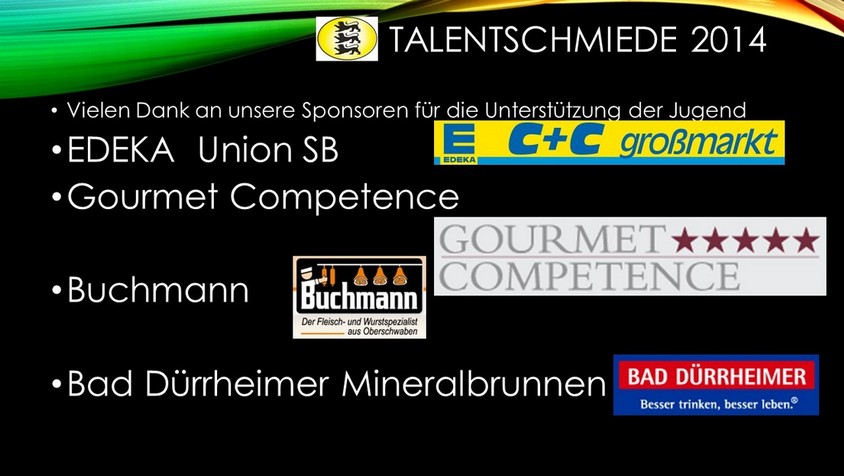 TALENTSCHMIEDE 2014
• Vielen Dank an unsere Sponsoren für die Unterstützung der Jugend
• EDEKA Union SB
E EDEKA C+C großmarkt
• Gourmet Competence
GOURMET ★★★★★
COMPETENCE
• Buchmann
Buchmann
Der Fleisch- und Wurstspezialist
aus Oberschwaben
• Bad Dürrheimer Mineralbrunnen
BAD DÜRRHEIMER
Besser trinken, besser leben.®